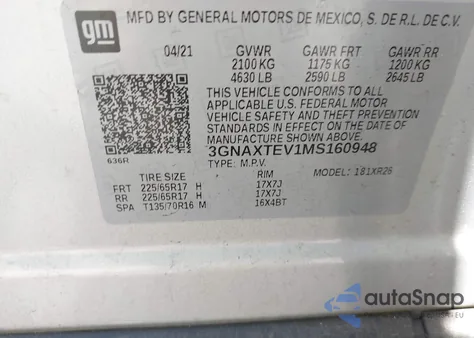 gm
MFD BY GENERAL MOTORS DE MEXICO, S. DE R.L. DE C.V.
04/21 GVWR GAWR FRT GAWR RR
2100 KG 1175 KG 1200 KG
4630 LB 2590 LB 2645 LB
THIS VEHICLE CONFORMS TO ALL
APPLICABLE U.S. FEDERAL MOTOR
VEHICLE SAFETY AND THEFT PREVENTION
STANDARDS IN EFFECT ON THE DATE
OF MANUFACTURE SHOWN ABOVE.
636R
3GNAXTEV1MS160948
TYPE: M.P.V. MODEL: 181XR26
TIRE SIZE RIM
FRT 225/65R17 H 17X7J
RR 225/65R17 H 17X7J
SPA T135/70R16 M 16X4BT
autoSnap